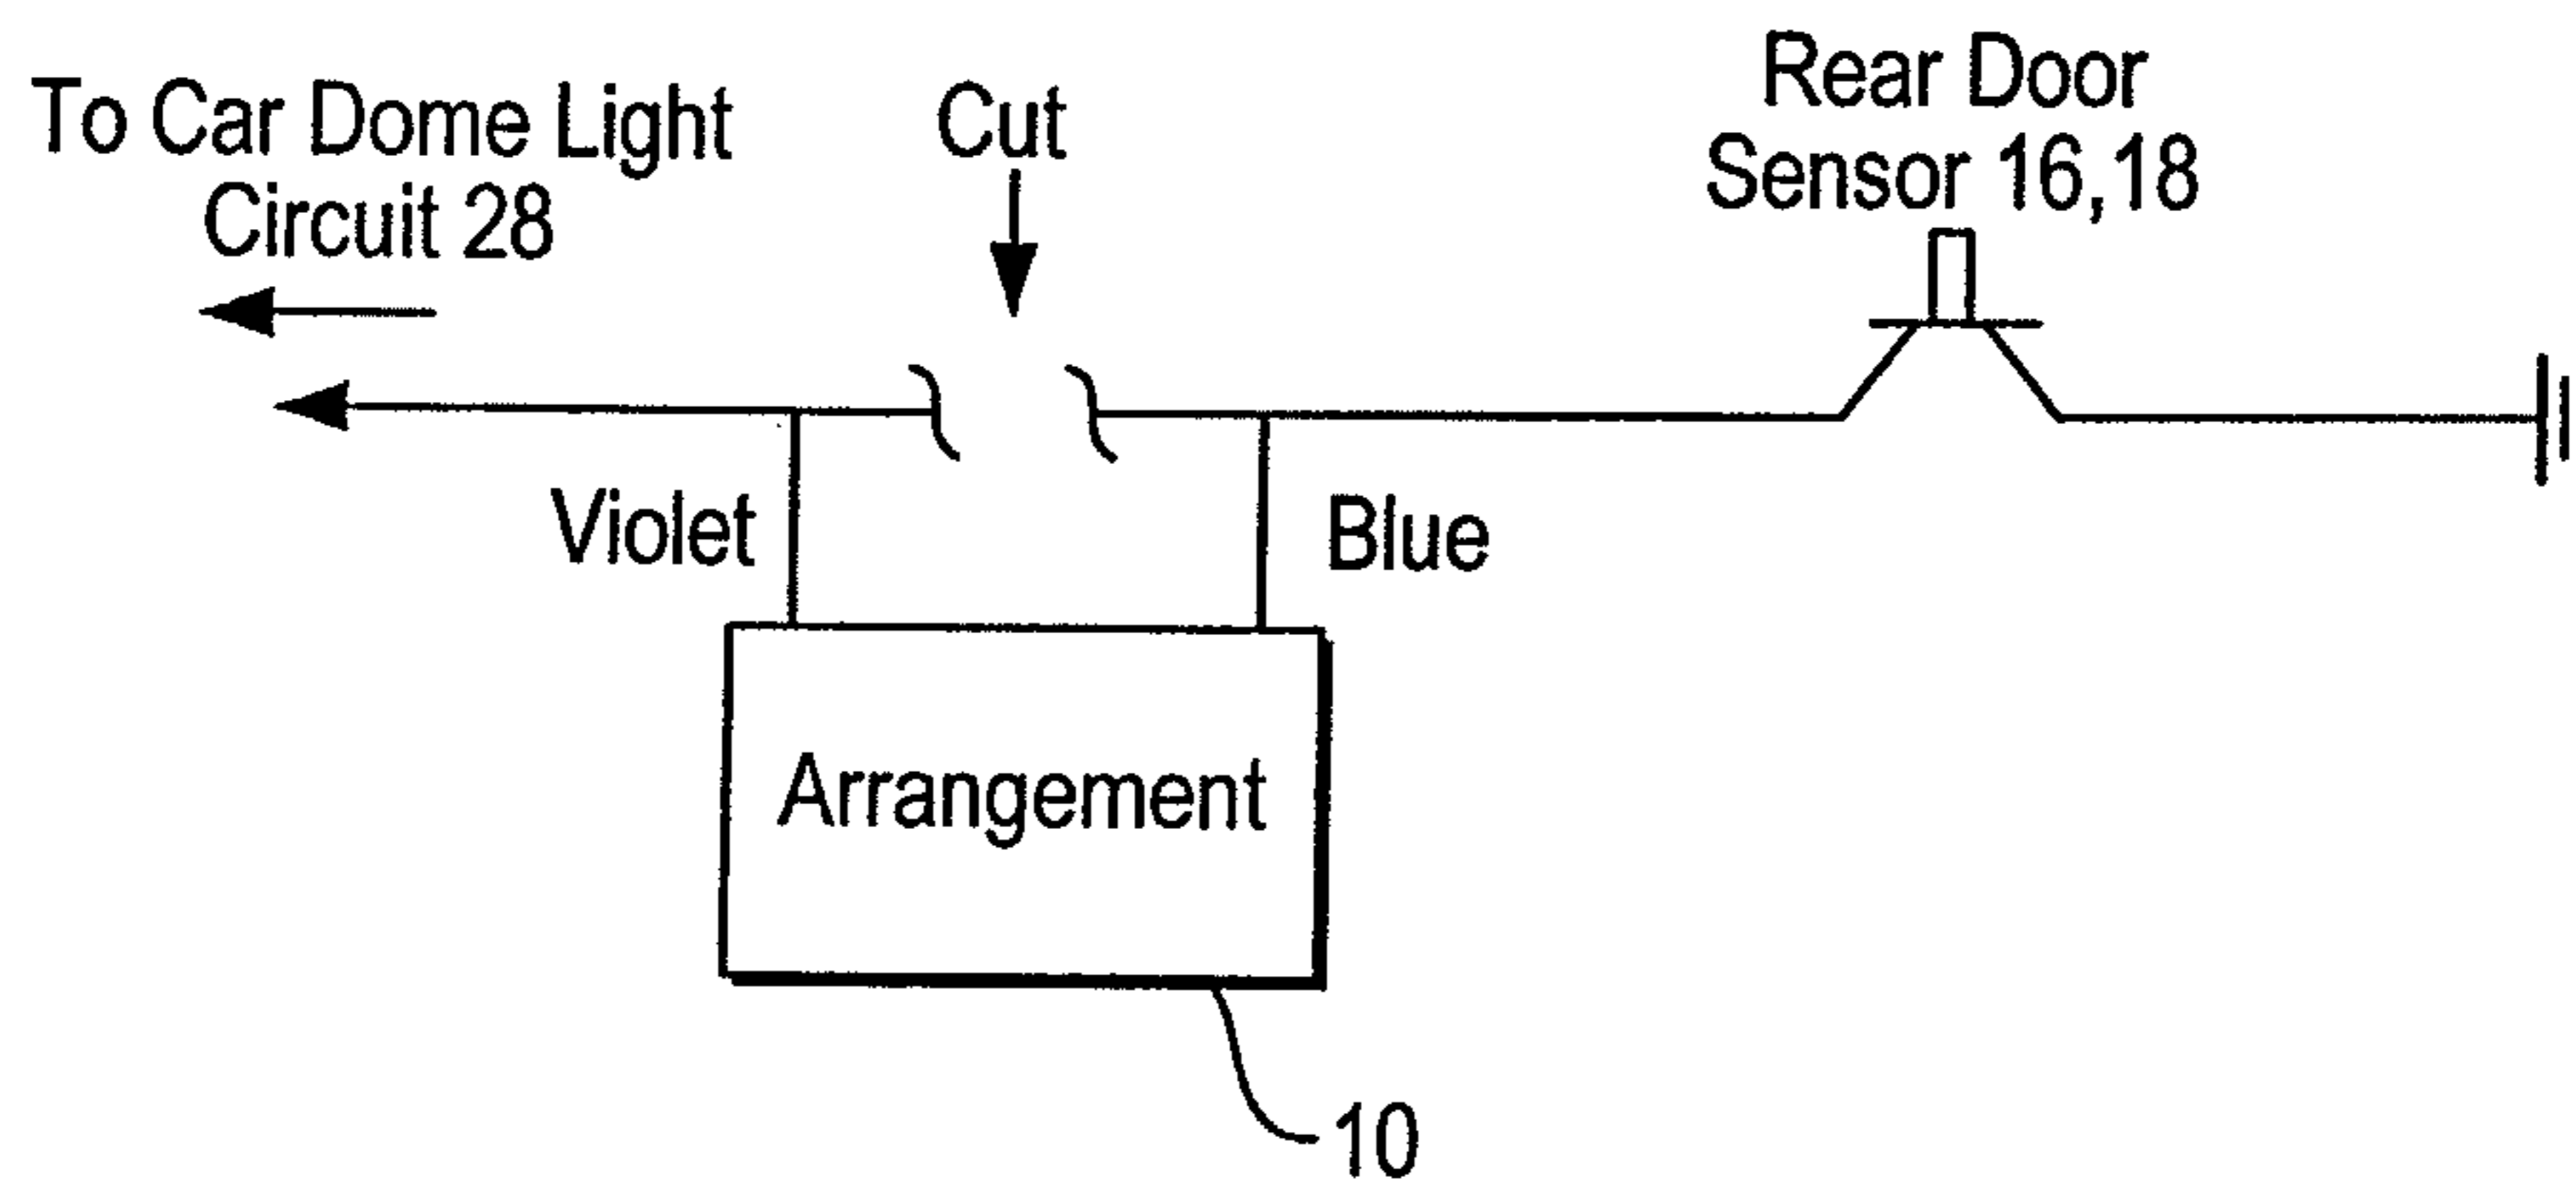 To Car Dome Light
Circuit 28
Cut
Rear Door
Sensor 16,18
Violet
Blue
Arrangement
10